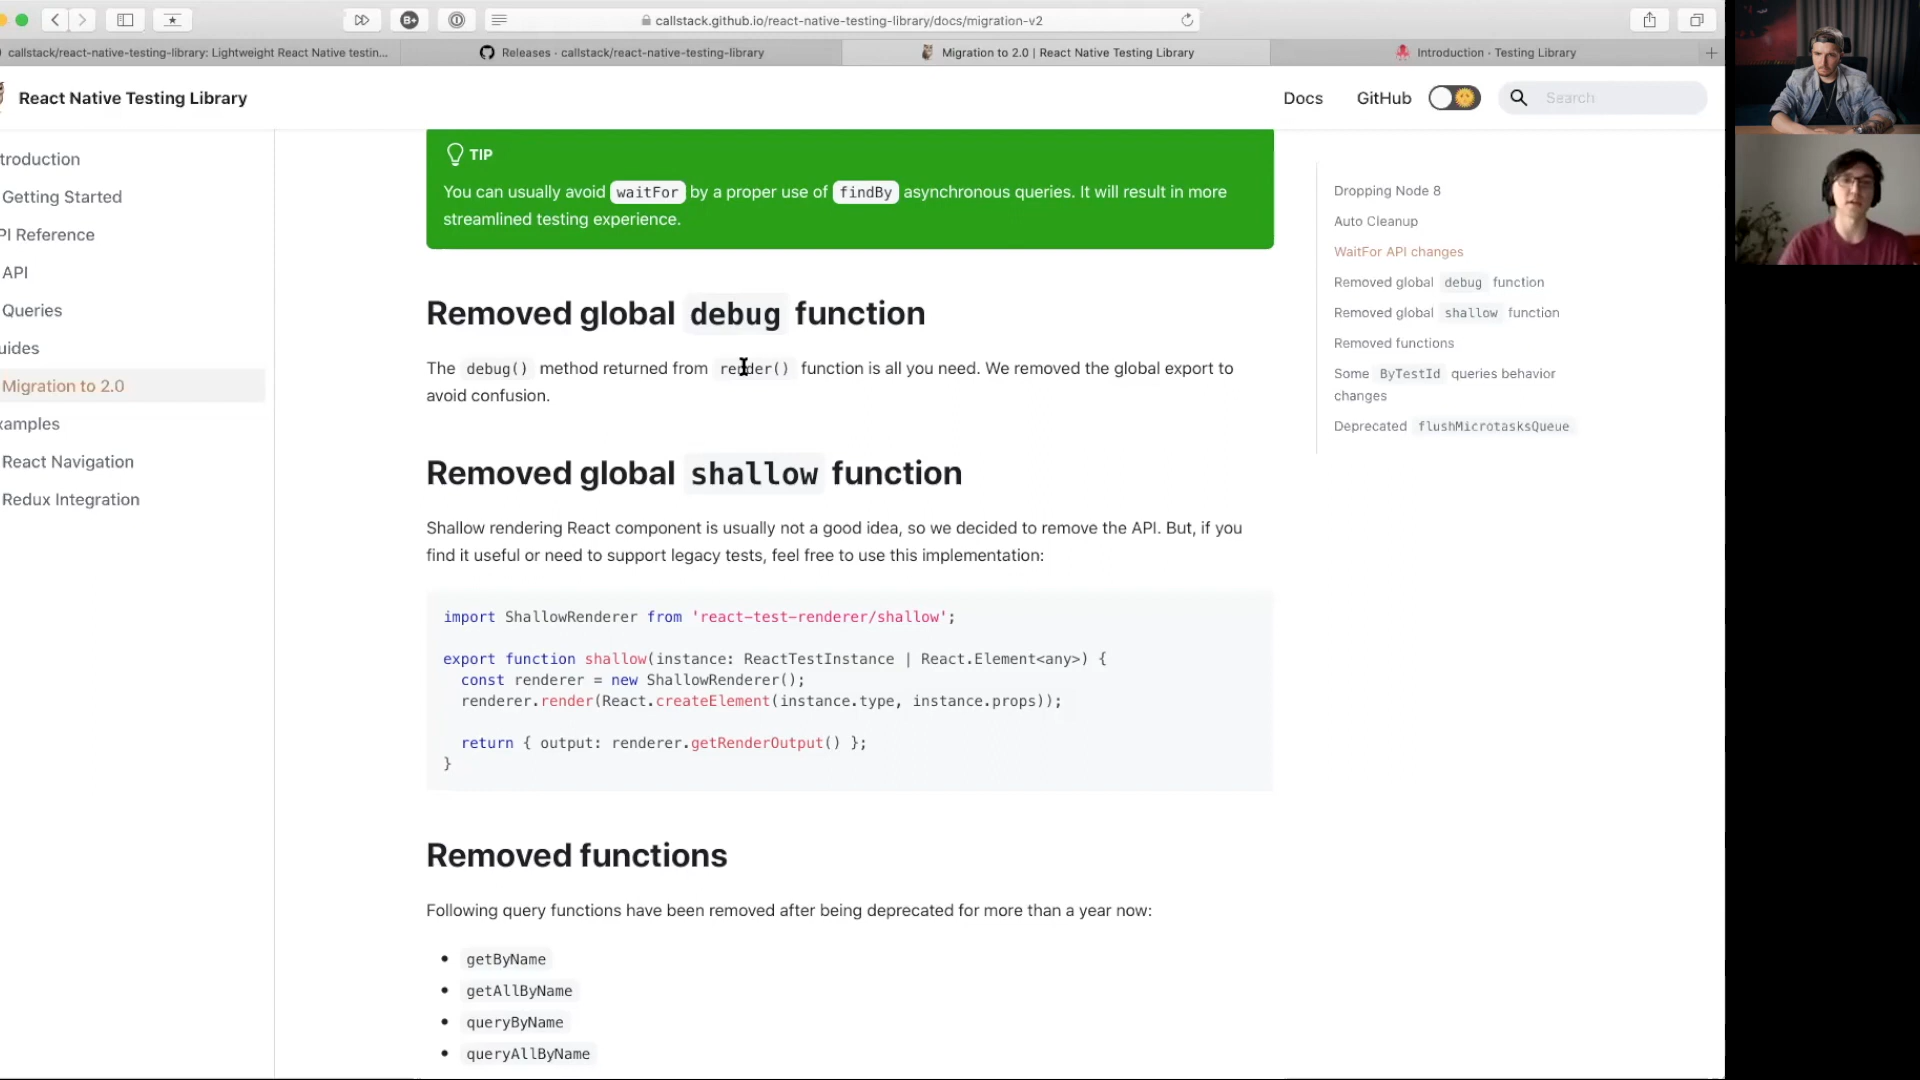 callstack.github.io/react-native-testing-library/docs/migration-v2
callstack/react-native-testing-library: Lightweight React Native testin...
Releases · callstack/react-native-testing-library
Migration to 2.0 | React Native Testing Library
Introduction · Testing Library
React Native Testing Library
Docs
GitHub
Search
troduction
Getting Started
PI Reference
API
Queries
uides
Migration to 2.0
xamples
React Navigation
Redux Integration
TIP
You can usually avoid waitFor by a proper use of findBy asynchronous queries. It will result in more
streamlined testing experience.
Removed global debug function
The debug() method returned from render() function is all you need. We removed the global export to
avoid confusion.
Removed global shallow function
Shallow rendering React component is usually not a good idea, so we decided to remove the API. But, if you
find it useful or need to support legacy tests, feel free to use this implementation:
import ShallowRenderer from 'react-test-renderer/shallow';
export function shallow(instance: ReactTestInstance | React.Element<any>) {
const renderer = new ShallowRenderer();
renderer.render(React.createElement(instance.type, instance.props));
return { output: renderer.getRenderOutput() };
}
Removed functions
Following query functions have been removed after being deprecated for more than a year now:
getByName
getAllByName
queryByName
queryAllByName
Dropping Node 8
Auto Cleanup
WaitFor API changes
Removed global debug function
Removed global shallow function
Removed functions
Some ByTestId queries behavior
changes
Deprecated flushMicrotasksQueue